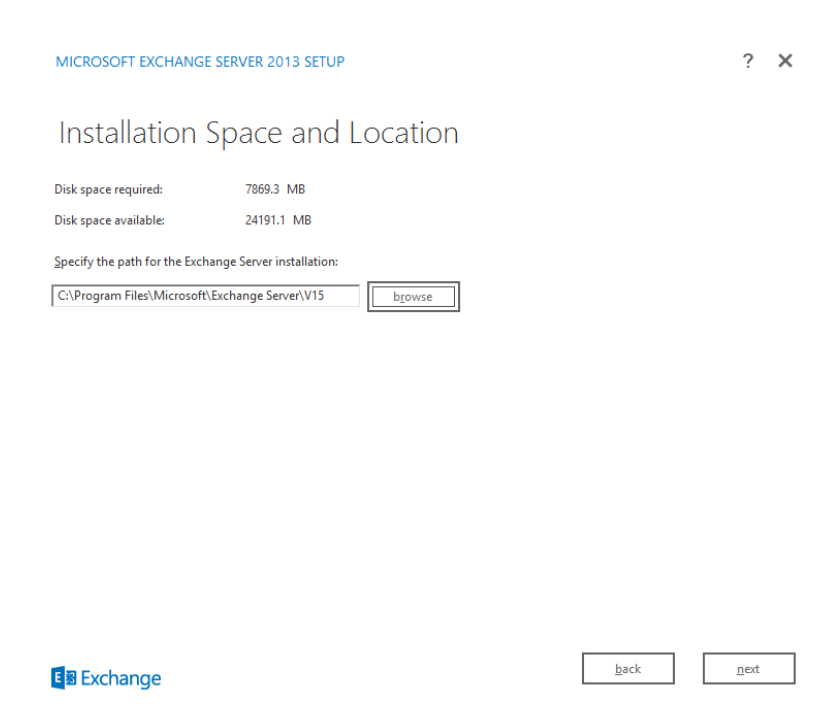 MICROSOFT EXCHANGE SERVER 2013 SETUP ? ✕
Installation Space and Location
Disk space required: 7869.3 MB
Disk space available: 24191.1 MB
Specify the path for the Exchange Server installation:
C:\Program Files\Microsoft\Exchange Server\V15 browse
back next
E Exchange